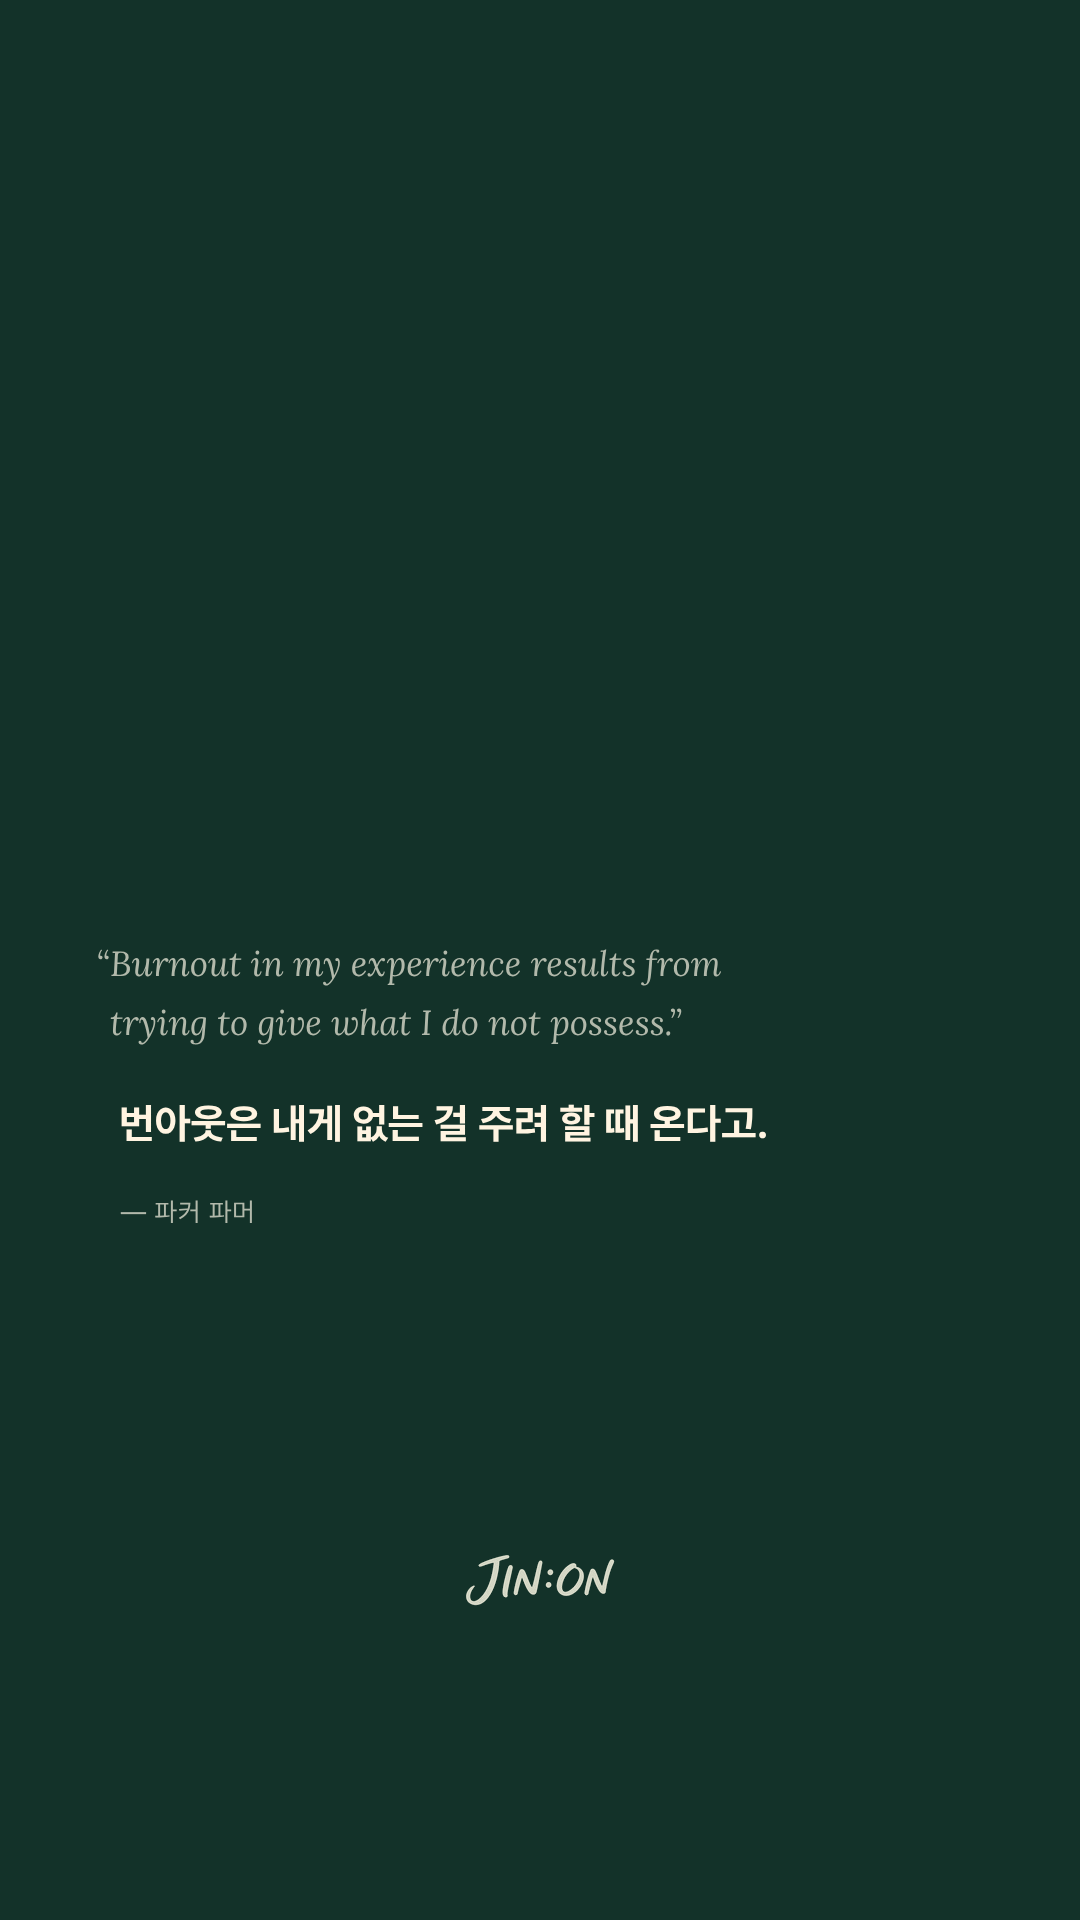 “Burnout in my experience results from
trying to give what I do not possess.”
번아웃은 내게 없는 걸 주려 할 때 온다고.
— 파커 파머
JIN:ON